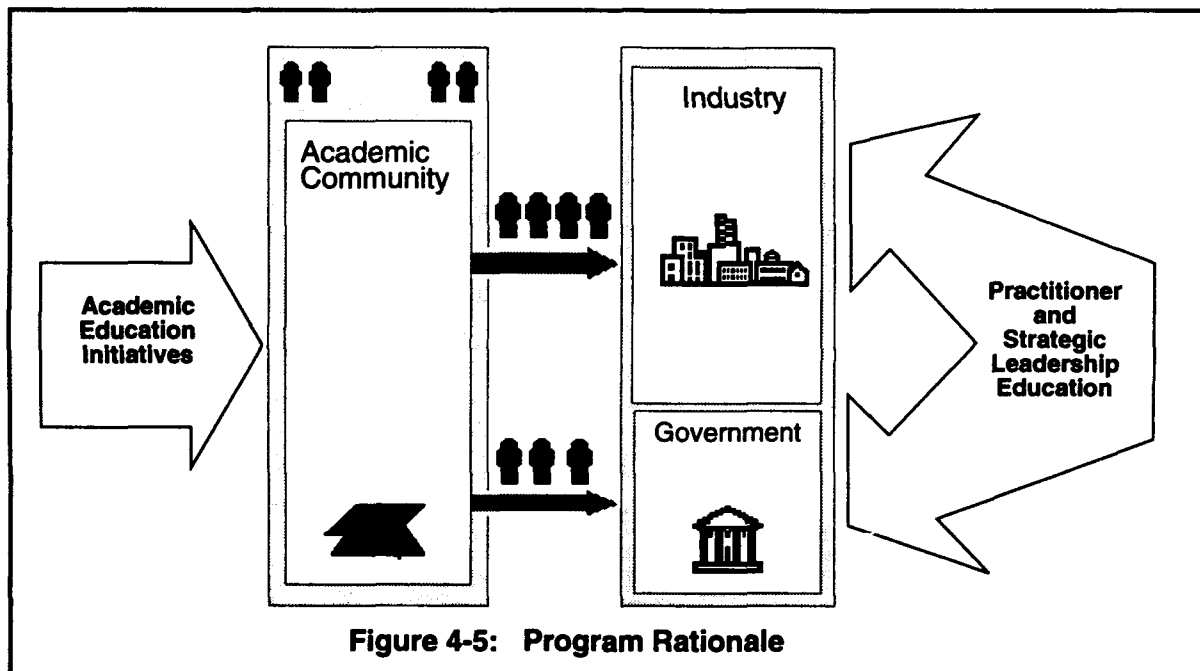 Academic
Education
Initiatives
Academic
Community
Industry
Government
Practitioner
and
Strategic
Leadership
Education
Figure 4-5: Program Rationale